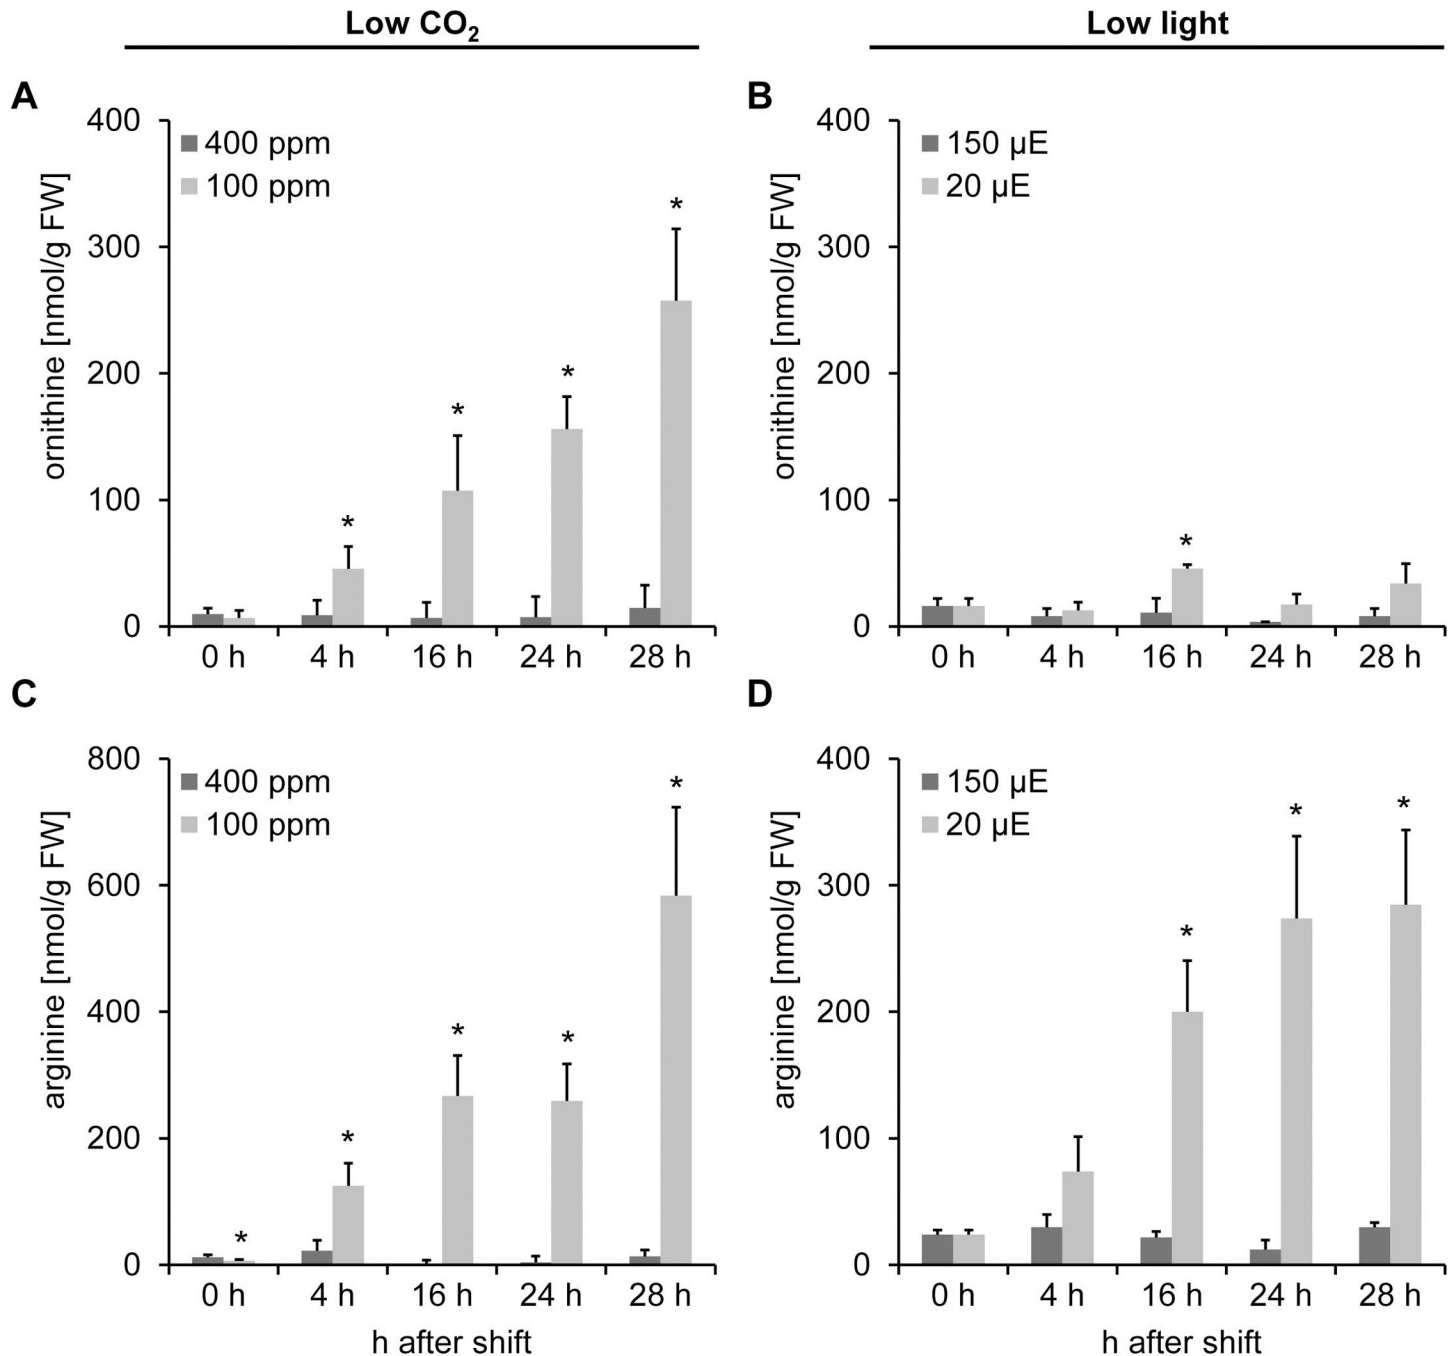 Low CO₂
Low light
A
400 ppm
100 ppm
ornithine [nmol/g FW]
400
300
200
100
0
*
*
*
*
0 h 4 h 16 h 24 h 28 h
B
150 µE
20 µE
ornithine [nmol/g FW]
400
300
200
100
0
*
0 h 4 h 16 h 24 h 28 h
C
400 ppm
100 ppm
arginine [nmol/g FW]
800
600
400
200
0
*
*
*
*
*
0 h 4 h 16 h 24 h 28 h
h after shift
D
150 µE
20 µE
arginine [nmol/g FW]
400
300
200
100
0
*
*
*
0 h 4 h 16 h 24 h 28 h
h after shift